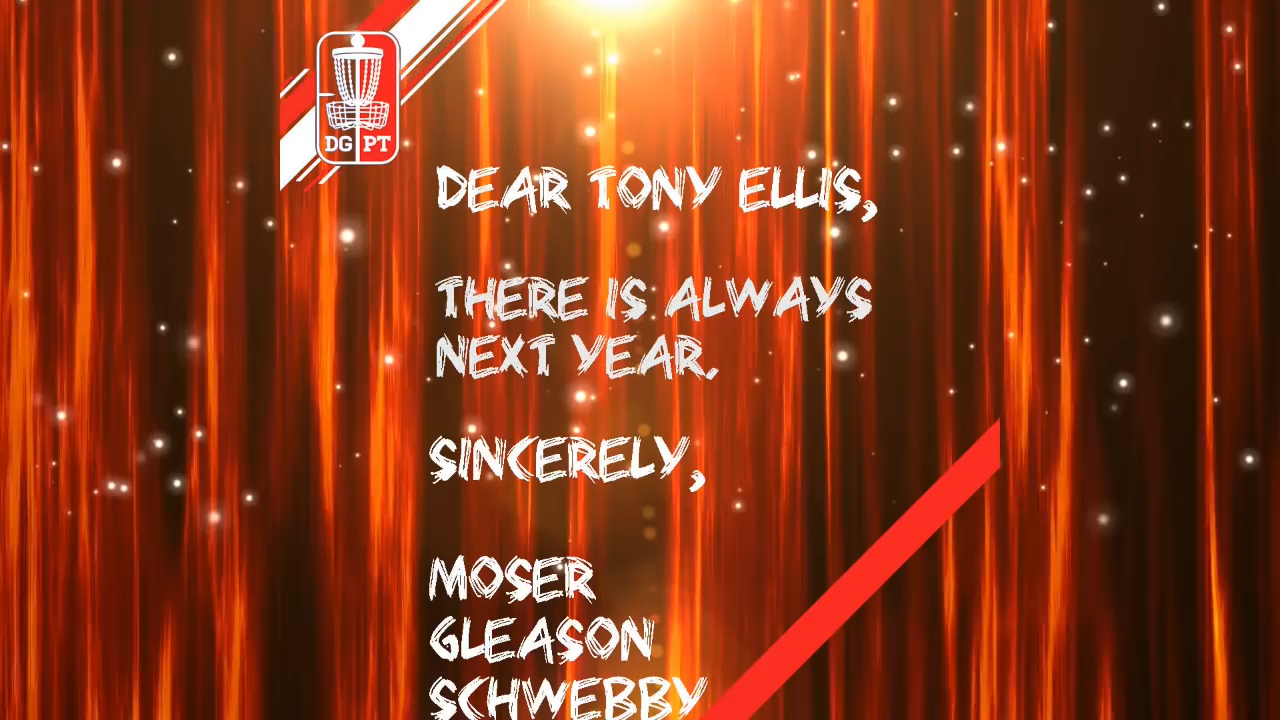 DG PT
DEAR TONY ELLIS,
THERE IS ALWAYS
NEXT YEAR.
SINCERELY,
MOSER
GLEASON
SCHWEBBY